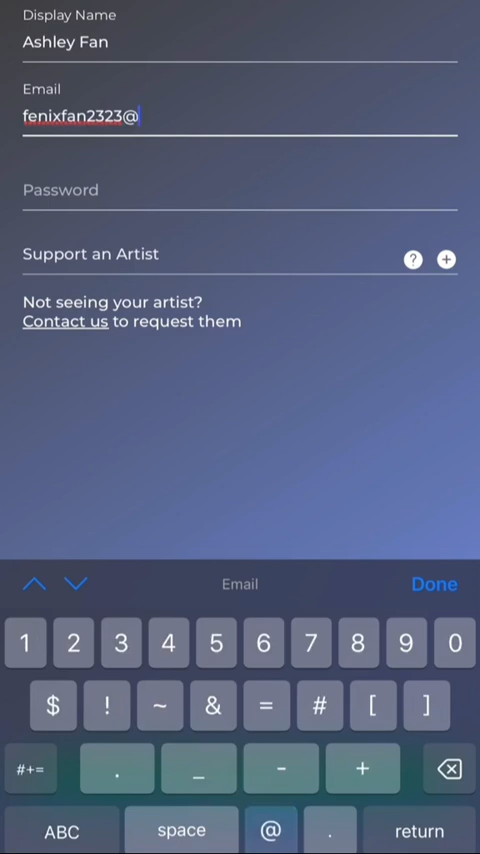 Display Name
Ashley Fan
Email
fenixfan2323@
Password
Support an Artist ? +
Not seeing your artist?
Contact us to request them
Email Done
1 2 3 4 5 6 7 8 9 0
$ ! ~ & = # [ ]
#+= . _ - +
ABC space @ . return